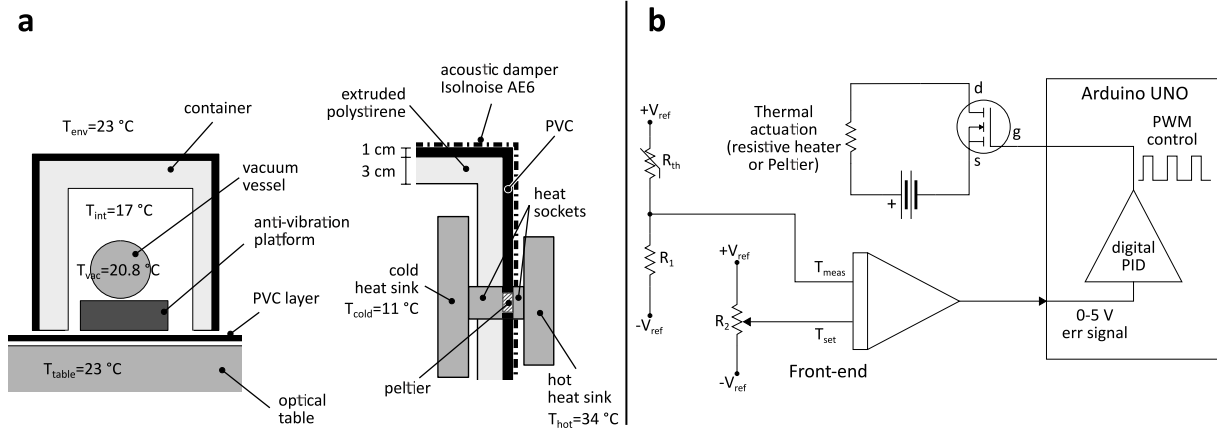 a
T_env=23 °C
container
vacuum
vessel
T_int=17 °C
anti-vibration
platform
T_vac=20.8 °C
PVC layer
T_table=23 °C
optical
table
acoustic damper
Isolnoise AE6
extruded
polystirene
PVC
1 cm
3 cm
heat
sockets
cold
heat sink
T_cold=11 °C
peltier
hot
heat sink
T_hot=34 °C
b
+V_ref
R_th
R_1
-V_ref
Thermal
actuation
(resistive heater
or Peltier)
+
d
g
s
Arduino UNO
PWM
control
digital
PID
0-5 V
err signal
+V_ref
R_2
-V_ref
T_meas
T_set
Front-end